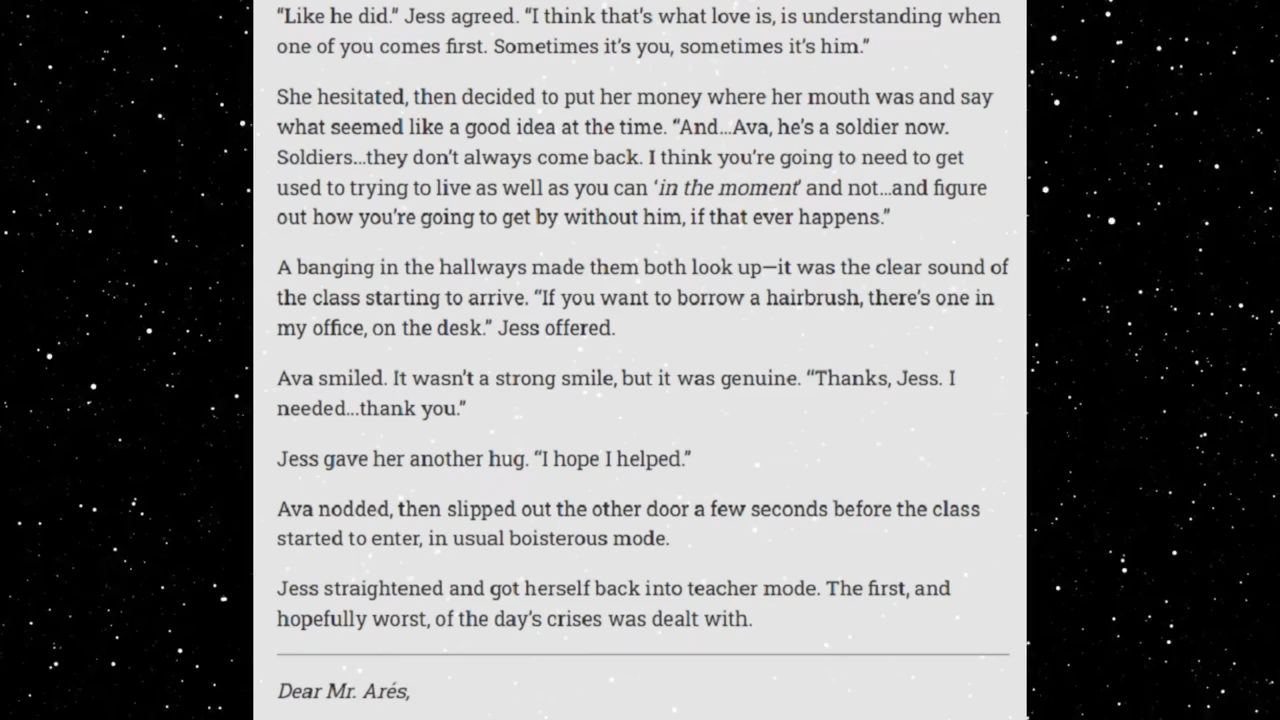 “Like he did.” Jess agreed. “I think that’s what love is, is understanding when
one of you comes first. Sometimes it’s you, sometimes it’s him.”
She hesitated, then decided to put her money where her mouth was and say
what seemed like a good idea at the time. “And…Ava, he’s a soldier now.
Soldiers…they don’t always come back. I think you’re going to need to get
used to trying to live as well as you can ‘in the moment’ and not…and figure
out how you’re going to get by without him, if that ever happens.”
A banging in the hallways made them both look up—it was the clear sound of
the class starting to arrive. “If you want to borrow a hairbrush, there’s one in
my office, on the desk.” Jess offered.
Ava smiled. It wasn’t a strong smile, but it was genuine. “Thanks, Jess. I
needed…thank you.”
Jess gave her another hug. “I hope I helped.”
Ava nodded, then slipped out the other door a few seconds before the class
started to enter, in usual boisterous mode.
Jess straightened and got herself back into teacher mode. The first, and
hopefully worst, of the day’s crises was dealt with.
Dear Mr. Arés,